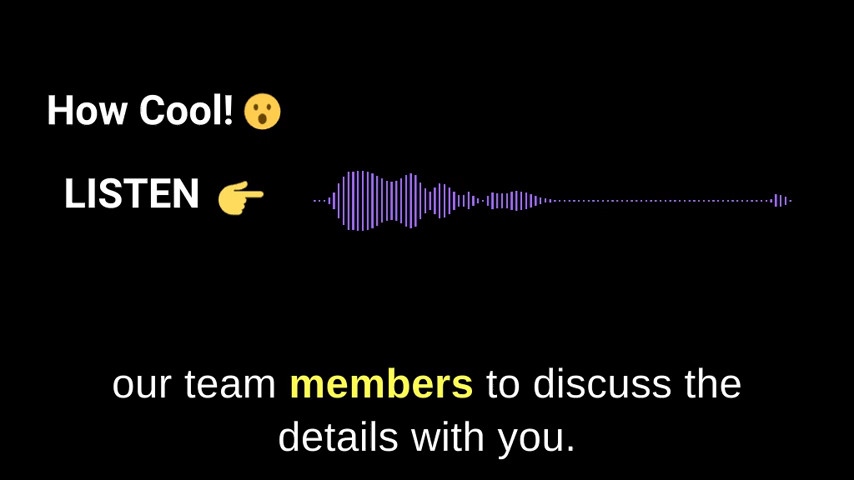 How Cool! 😮
LISTEN 👉
our team members to discuss the
details with you.